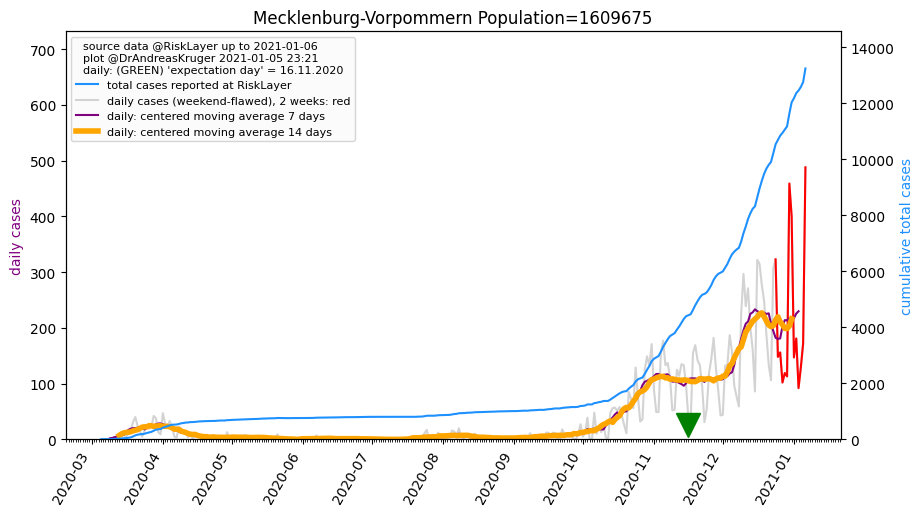 Mecklenburg-Vorpommern Population=1609675
source data @RiskLayer up to 2021-01-06
plot @DrAndreasKruger 2021-01-05 23:21
daily: (GREEN) 'expectation day' = 16.11.2020
total cases reported at RiskLayer
daily cases (weekend-flawed), 2 weeks: red
daily: centered moving average 7 days
daily: centered moving average 14 days
daily cases
700
600
500
400
300
200
100
0
14000
12000
10000
8000
6000
4000
2000
0
cumulative total cases
2020-03
2020-04
2020-05
2020-06
2020-07
2020-08
2020-09
2020-10
2020-11
2020-12
2021-01